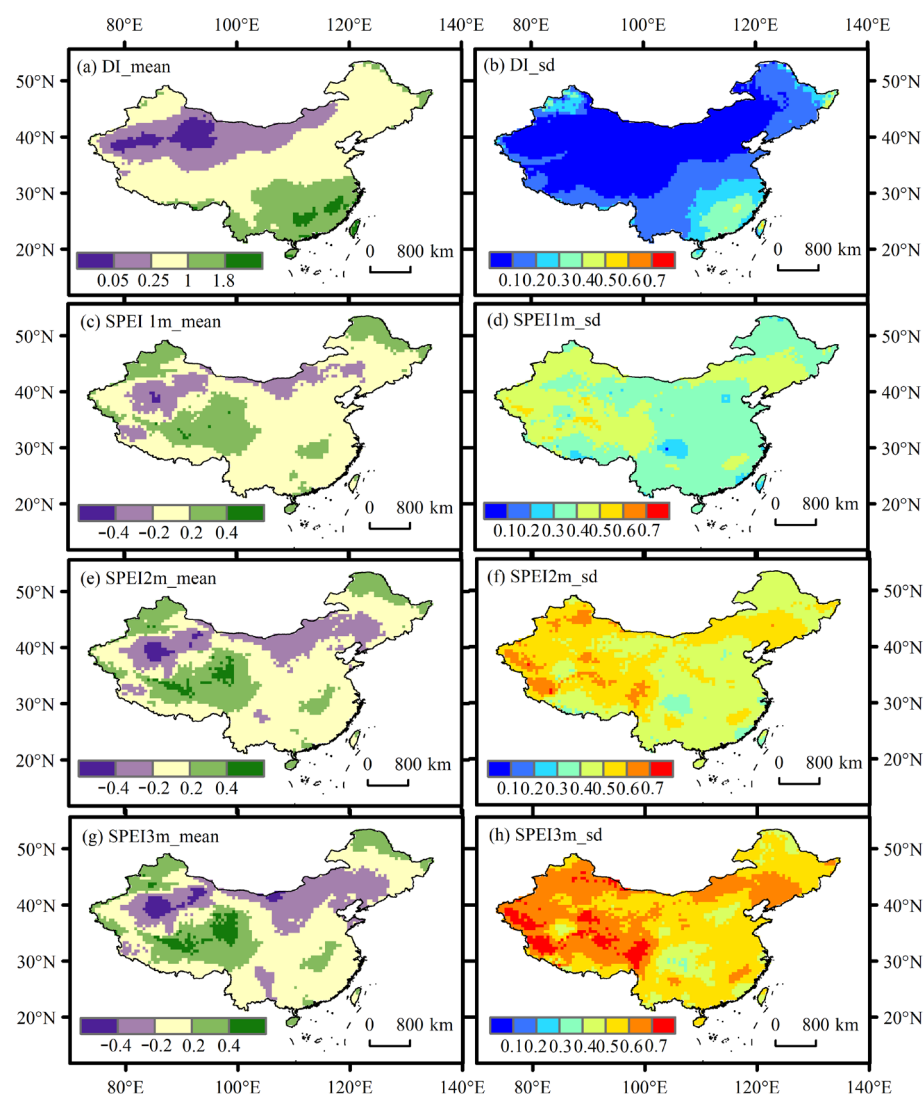 80°E 100°E 120°E 140°E 80°E 100°E 120°E 140°E
(a) DI_mean
50°N
40°N
30°N
20°N
0 800 km
0.05 0.25 1 1.8
(b) DI_sd
50°N
40°N
30°N
20°N
0 800 km
0.1 0.2 0.3 0.4 0.5 0.6 0.7
(c) SPEI 1m_mean
50°N
40°N
30°N
20°N
0 800 km
−0.4 −0.2 0.2 0.4
(d) SPEI1m_sd
50°N
40°N
30°N
20°N
0 800 km
0.1 0.2 0.3 0.4 0.5 0.6 0.7
(e) SPEI2m_mean
50°N
40°N
30°N
20°N
0 800 km
−0.4 −0.2 0.2 0.4
(f) SPEI2m_sd
50°N
40°N
30°N
20°N
0 800 km
0.1 0.2 0.3 0.4 0.5 0.6 0.7
(g) SPEI3m_mean
50°N
40°N
30°N
20°N
0 800 km
−0.4 −0.2 0.2 0.4
(h) SPEI3m_sd
50°N
40°N
30°N
20°N
0 800 km
0.1 0.2 0.3 0.4 0.5 0.6 0.7
80°E 100°E 120°E 140°E 80°E 100°E 120°E 140°E